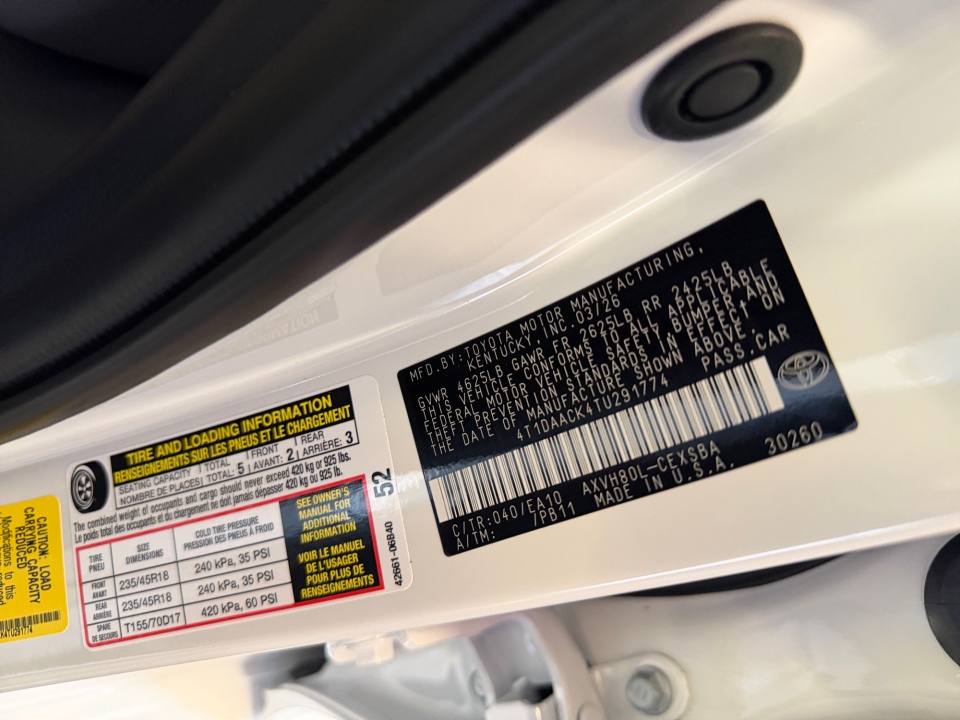 MFD.BY:TOYOTA MOTOR MANUFACTURING,
KENTUCKY,INC.03/26
GVWR 4625LB GAWR FR 2625LB RR 2425LB
THIS VEHICLE CONFORMS TO ALL APPLICABLE
FEDERAL MOTOR VEHICLE SAFETY, BUMPER AND
THEFT PREVENTION STANDARDS IN EFFECT ON
THE DATE OF MANUFACTURE SHOWN ABOVE.
4T1DAACK4TU291774 PASS.CAR
C/TR:040/EA10 AXVH80L-CEXSBA 30260
A/TM: /PB11 MADE IN U.S.A.
TIRE AND LOADING INFORMATION
RENSEIGNEMENTS SUR LES PNEUS ET LE CHARGEMENT
SEATING CAPACITY TOTAL FRONT REAR
NOMBRE DE PLACES: TOTAL: 5 AVANT: 2 ARRIÈRE: 3
The combined weight of occupants and cargo should never exceed 420 kg or 925 lbs.
Le poids total des occupants et du chargement ne doit jamais dépasser 420 kg ou 925 lb.
TIRE
PNEU
SIZE
DIMENSIONS
COLD TIRE PRESSURE
PRESSION DES PNEUS À FROID
FRONT
AVANT
235/45R18
240 kPa, 35 PSI
REAR
ARRIÈRE
235/45R18
240 kPa, 35 PSI
SPARE
DE SECOURS
T155/70D17
420 kPa, 60 PSI
SEE OWNER'S
MANUAL FOR
ADDITIONAL
INFORMATION
VOIR LE MANUEL
DE L'USAGER
POUR PLUS DE
RENSEIGNEMENTS
52
42661-06B40
CAUTION: LOAD
CARRYING CAPACITY
REDUCED
Modifications to this